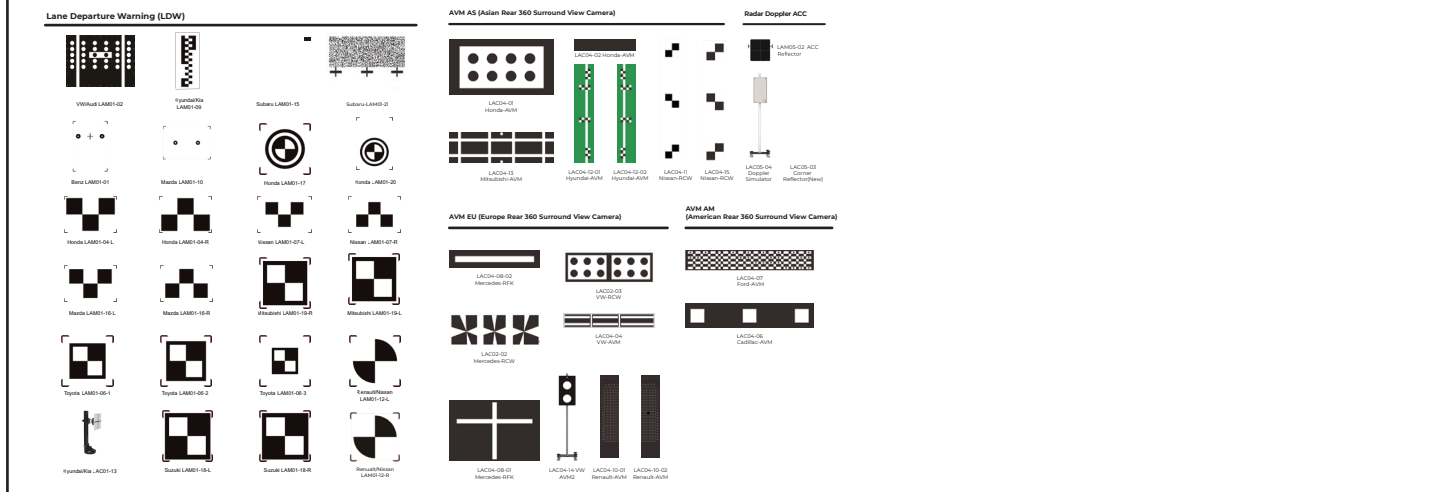 Lane Departure Warning (LDW)
VW/Audi LAM01-02
Hyundai/Kia
LAM01-09
Subaru LAM01-15
Subaru-LAM01-21
Benz LAM01-01
Mazda LAM01-10
Honda LAM01-17
Honda LAM01-20
Honda LAM01-04-L
Honda LAM01-04-R
Nissan LAM01-07-L
Nissan LAM01-07-R
Mazda LAM01-16-L
Mazda LAM01-16-R
Mitsubishi LAM01-19-R
Mitsubishi LAM01-19-L
Toyota LAM01-06-1
Toyota LAM01-06-2
Toyota LAM01-06-3
Renault/Nissan
LAM01-12-L
Hyundai/Kia LAC01-13
Suzuki LAM01-18-L
Suzuki LAM01-18-R
Renualt/Nissan
LAM01-12-R
AVM AS (Asian Rear 360 Surround View Camera)
LAC04-01
Honda-AVM
LAC04-02 Honda-AVM
LAC04-13
Mitsubishi-AVM
LAC04-12-01
Hyundai-AVM
LAC04-12-02
Hyundai-AVM
LAC04-11
Nissan-RCW
LAC04-15
Nissan-RCW
Radar Doppler ACC
LAM05-02 ACC
Reflector
LAC05-04
Doppler
Simulator
LAC05-03
Corner
Reflector(New)
AVM EU (Europe Rear 360 Surround View Camera)
LAC04-08-02
Mercedes-RFK
LAC02-03
VW-RCW
LAC02-02
Mercedes-RCW
LAC04-04
VW-AVM
LAC04-08-01
Mercedes-RFK
LAC04-14 VW
AVM2
LAC04-10-01
Renault-AVM
LAC04-10-02
Renault-AVM
AVM AM
(American Rear 360 Surround View Camera)
LAC04-07
Ford-AVM
LAC04-06
Cadillac-AVM